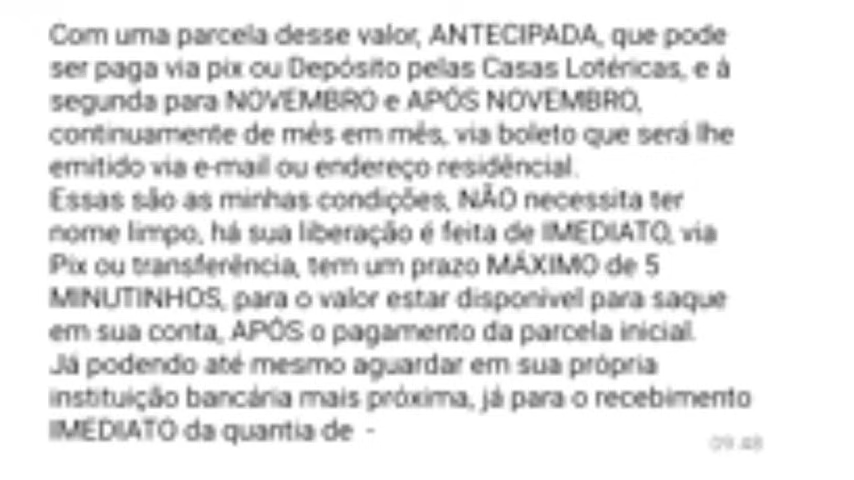 Com uma parcela desse valor, ANTECIPADA, que pode
ser paga via pix ou Depósito pelas Casas Lotéricas, e à
segunda para NOVEMBRO e APÓS NOVEMBRO,
continuamente de mês em mês, via boleto que será lhe
emitido via e-mail ou endereço residêncial.
Essas são as minhas condições, NÃO necessita ter
nome limpo, há sua liberação é feita de IMEDIATO, via
Pix ou transferência, tem um prazo MÁXIMO de 5
MINUTINHOS, para o valor estar disponivel para saque
em sua conta, APÓS o pagamento da parcela inicial.
Já podendo até mesmo aguardar em sua própria
instituição bancária mais próxima, já para o recebimento
IMEDIATO da quantia de -
09:48